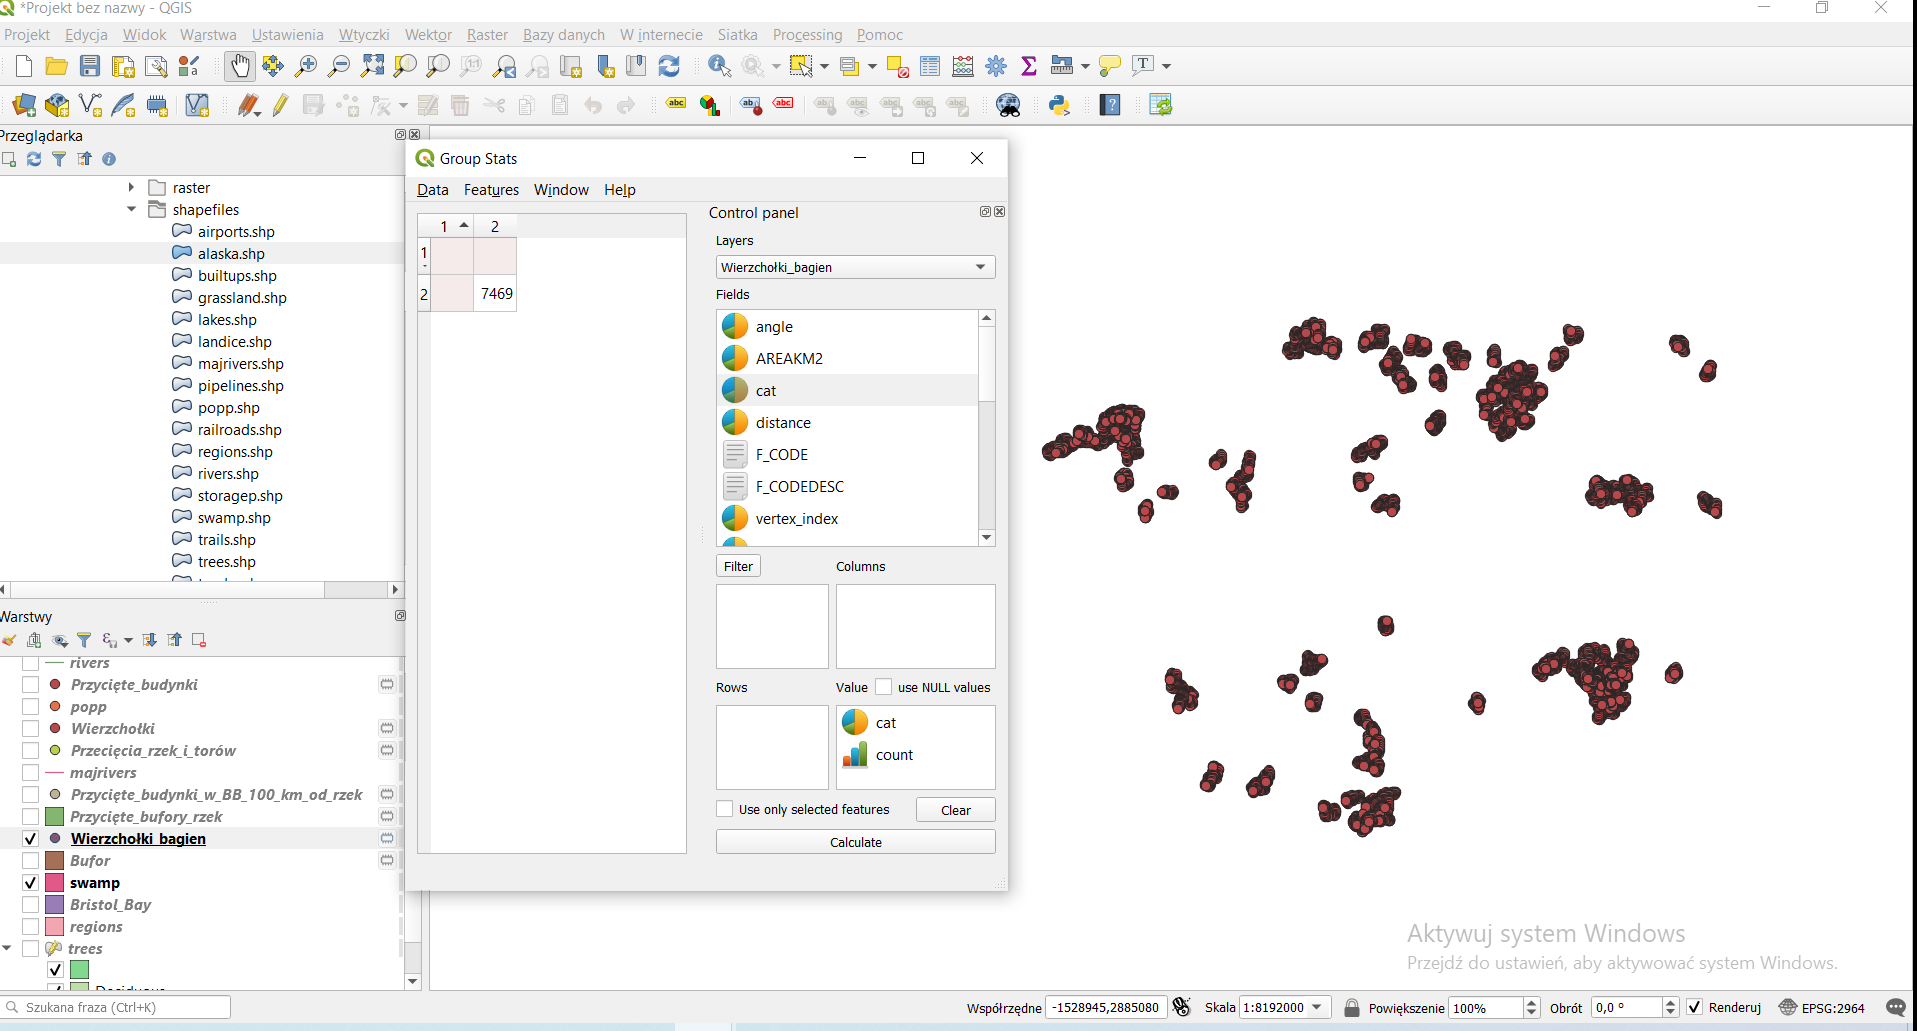 *Projekt bez nazwy - QGIS
Projekt Edycja Widok Warstwa Ustawienia Wtyczki Wektor Raster Bazy danych W internecie Siatka Processing Pomoc
Przeglądarka
raster
shapefiles
airports.shp
alaska.shp
builtups.shp
grassland.shp
lakes.shp
landice.shp
majrivers.shp
pipelines.shp
popp.shp
railroads.shp
regions.shp
rivers.shp
storagep.shp
swamp.shp
trails.shp
trees.shp
Warstwy
rivers
Przycięte_budynki
popp
Wierzchołki
Przecięcia_rzek_i_torów
majrivers
Przycięte_budynki_w_BB_100_km_od_rzek
Przycięte_bufory_rzek
Wierzchołki_bagien
Bufor
swamp
Bristol_Bay
regions
trees
Deciduous
Group Stats
Data Features Window Help
1 2
1
2 7469
Control panel
Layers
Wierzchołki_bagien
Fields
angle
AREAKM2
cat
distance
F_CODE
F_CODEDESC
vertex_index
Filter Columns
Rows Value use NULL values
cat
count
Use only selected features Clear
Calculate
Aktywuj system Windows
Przejdź do ustawień, aby aktywować system Windows.
Szukana fraza (Ctrl+K) Współrzędne -1528945,2885080 Skala 1:8192000 Powiększenie 100% Obrót 0,0 ° Renderuj EPSG:2964